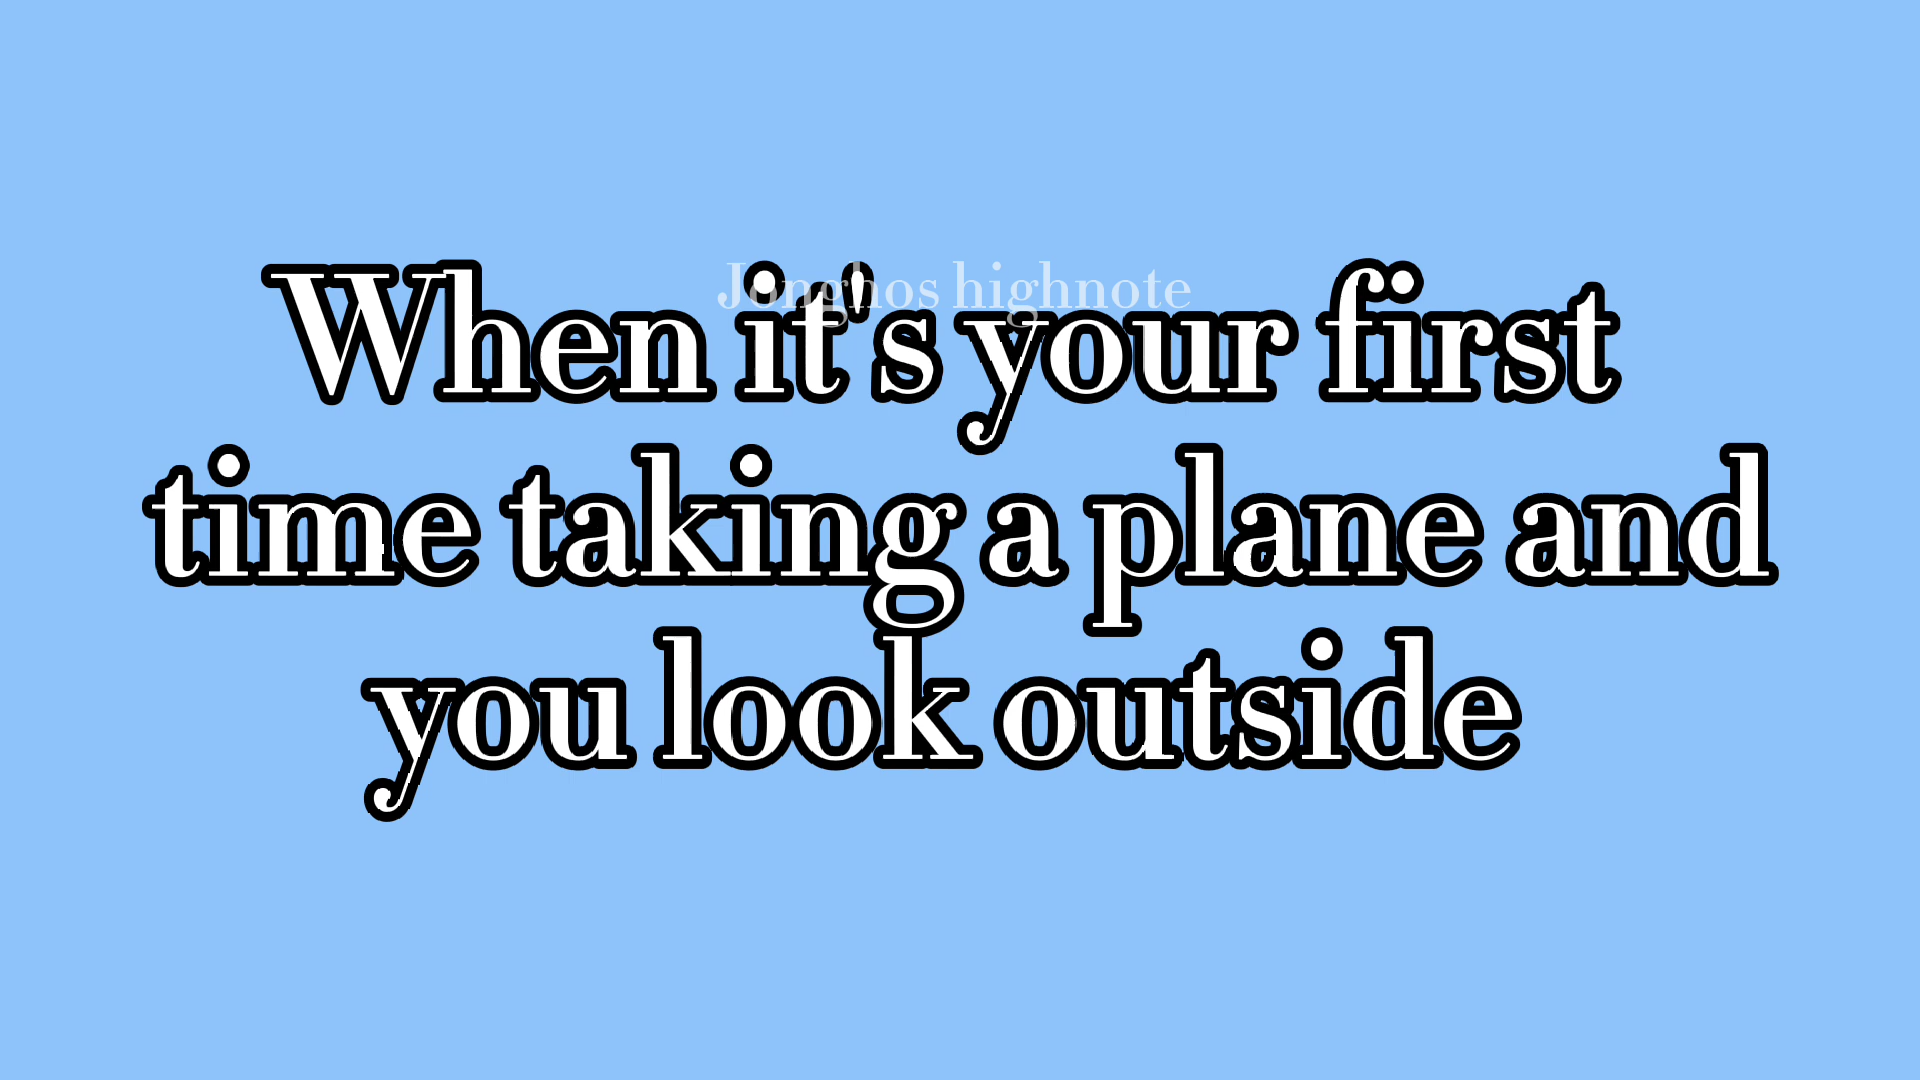 Jonghos highnote
When it's your first
time taking a plane and
you look outside